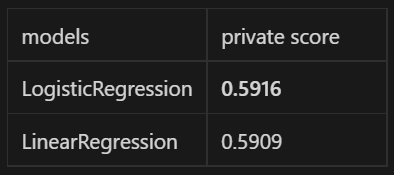 models private score
LogisticRegression 0.5916
LinearRegression 0.5909